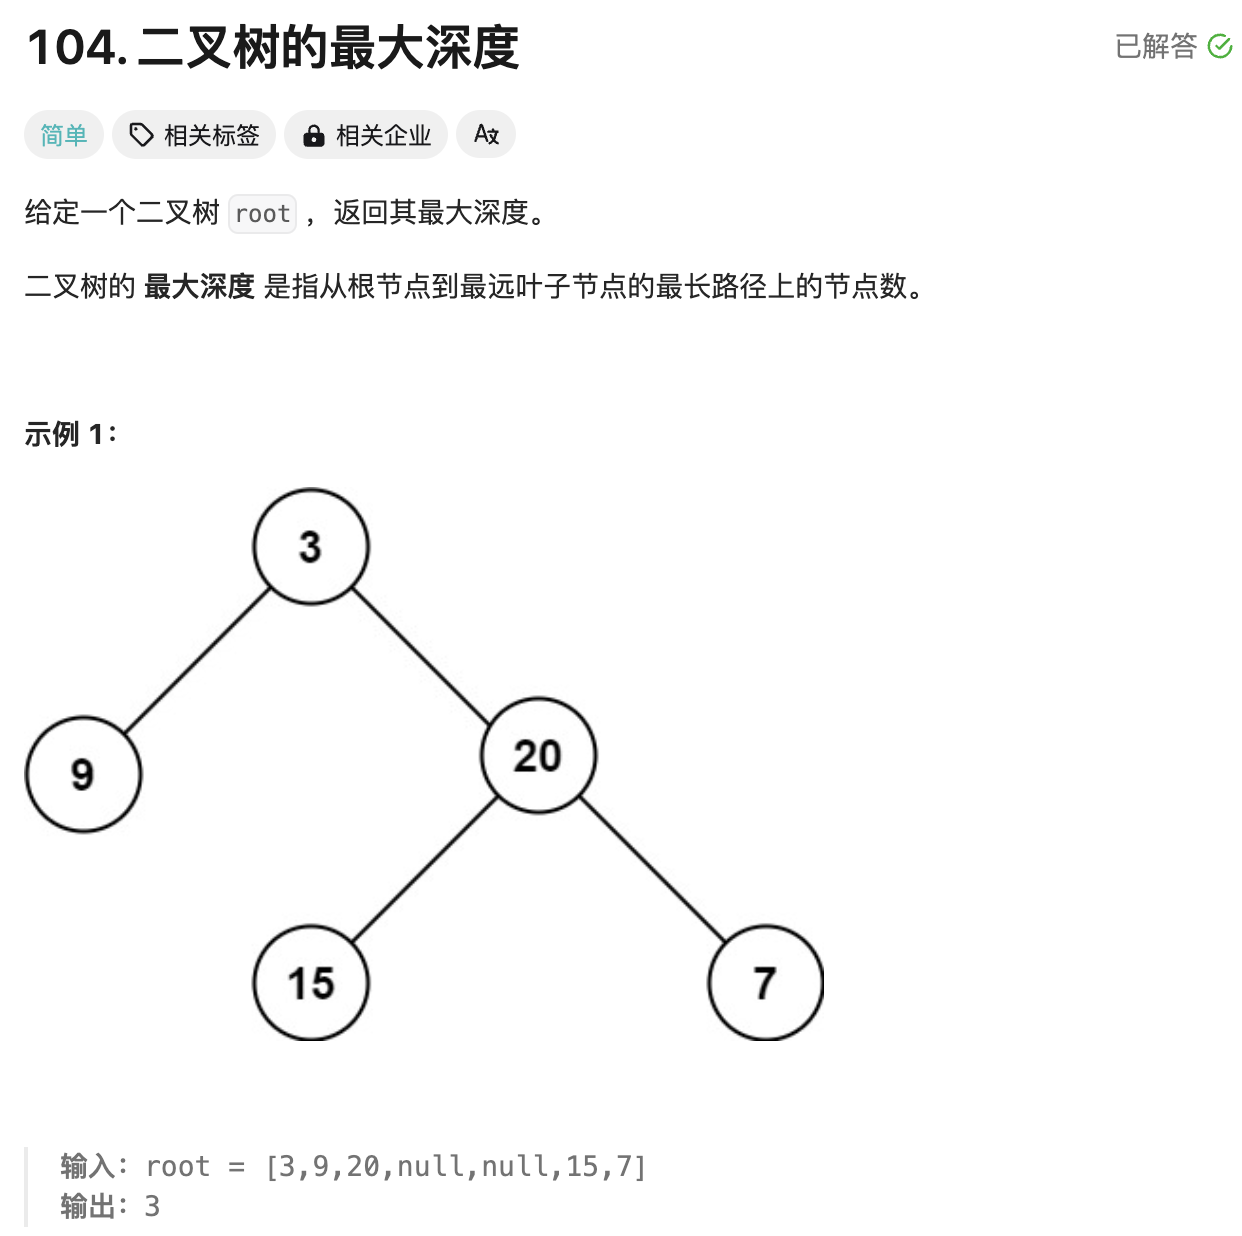 104. 二叉树的最大深度
已解答
简单 相关标签 相关企业 A文
给定一个二叉树 root ，返回其最大深度。
二叉树的 最大深度 是指从根节点到最远叶子节点的最长路径上的节点数。
示例 1：
3
9
20
15
7
输入：root = [3,9,20,null,null,15,7]
输出：3